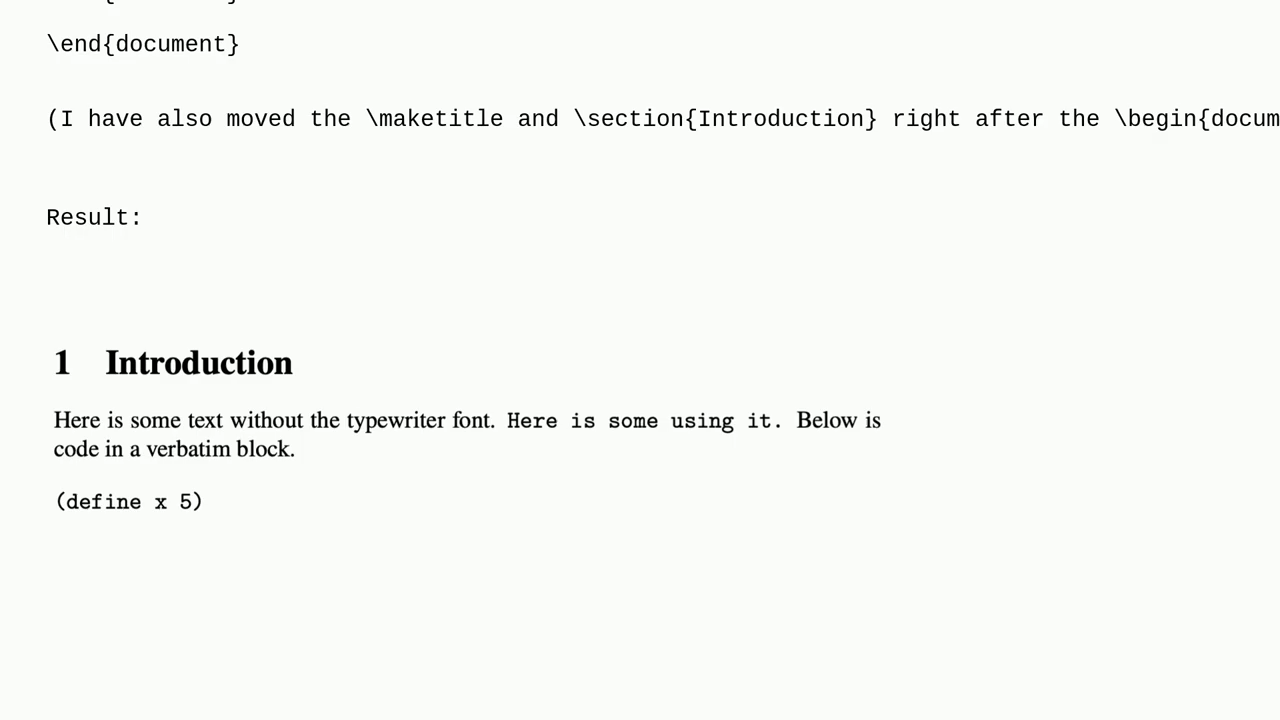 \end{document}
(I have also moved the \maketitle and \section{Introduction} right after the \begin{docum
Result:
1 Introduction
Here is some text without the typewriter font. Here is some using it. Below is
code in a verbatim block.
(define x 5)